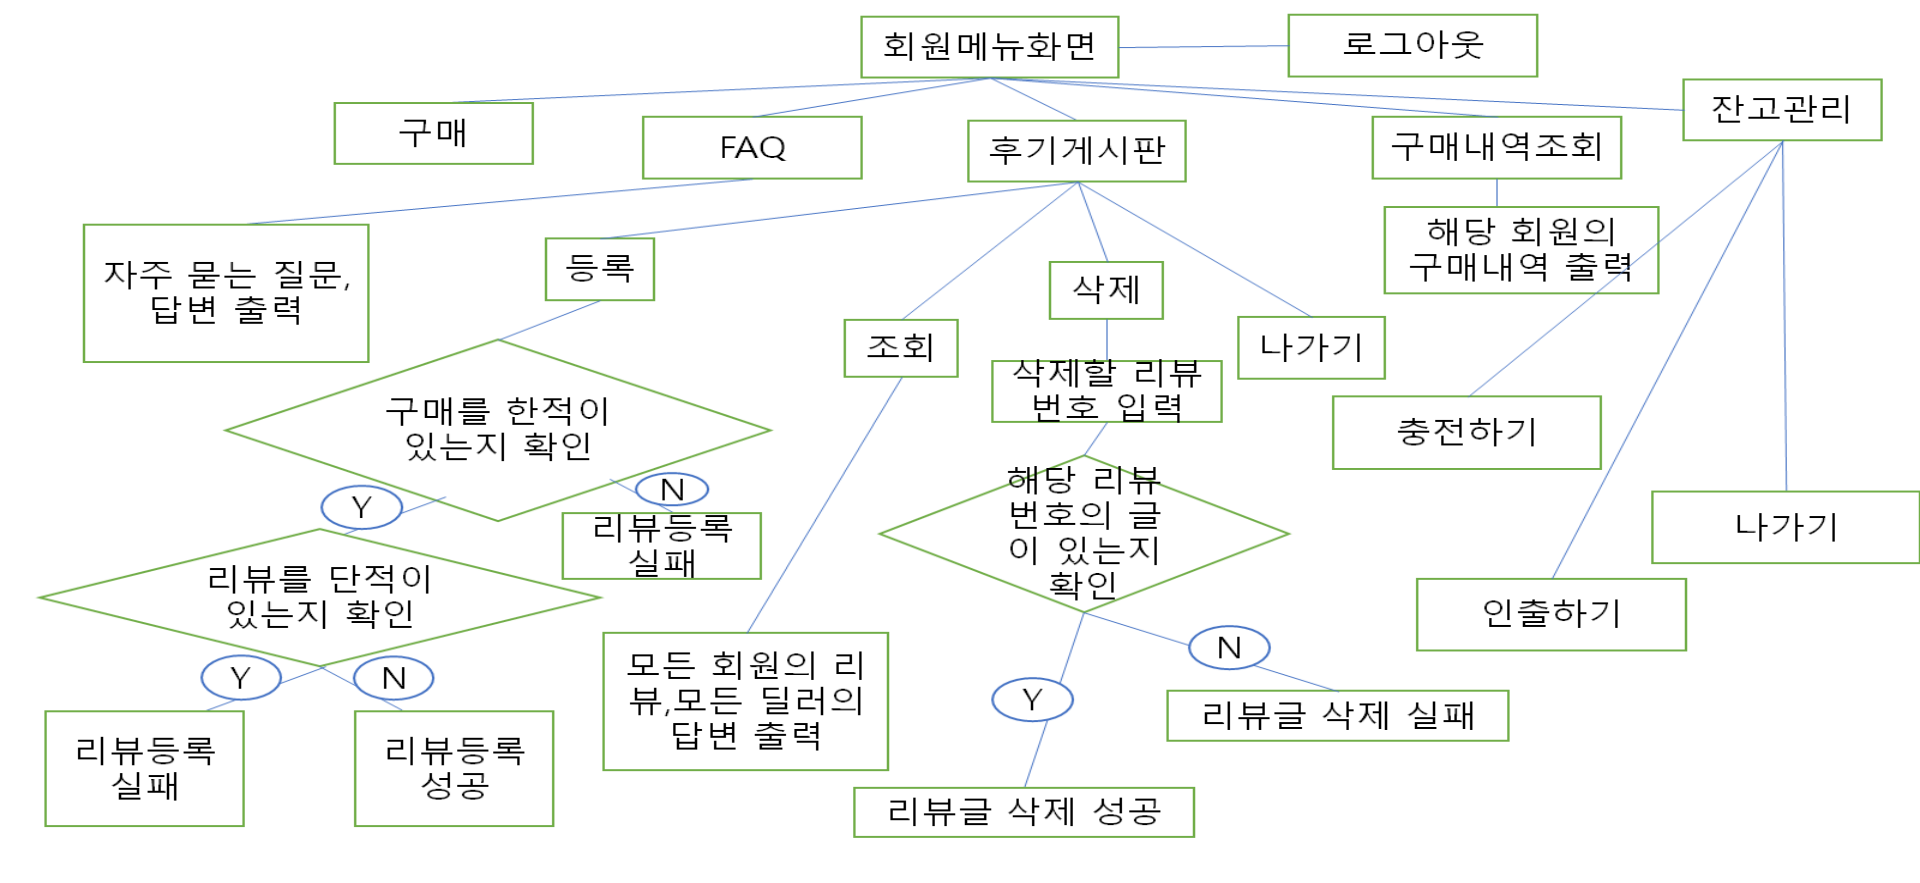 회원메뉴화면
로그아웃
구매
FAQ
후기게시판
구매내역조회
잔고관리
자주 묻는 질문,
답변 출력
등록
조회
삭제
나가기
해당 회원의
구매내역 출력
삭제할 리뷰
번호 입력
충전하기
나가기
인출하기
구매를 한적이
있는지 확인
Y
N
리뷰등록
실패
리뷰를 단적이
있는지 확인
Y
N
리뷰등록
실패
리뷰등록
성공
모든 회원의 리
뷰,모든 딜러의
답변 출력
해당 리뷰
번호의 글
이 있는지
확인
Y
N
리뷰글 삭제 실패
리뷰글 삭제 성공